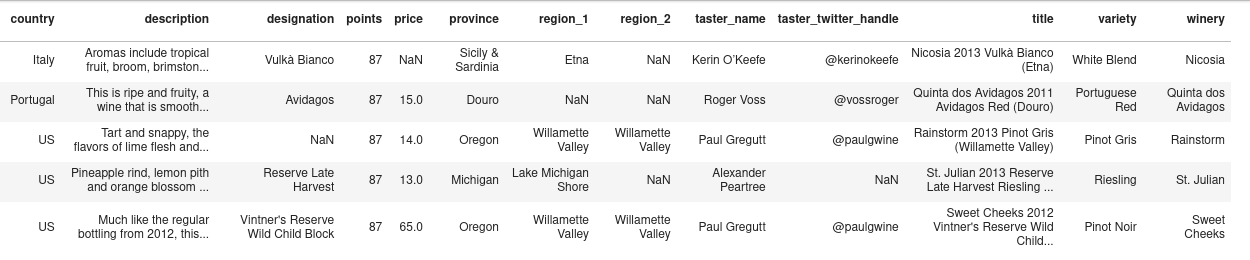 country description designation points price province region_1 region_2 taster_name taster_twitter_handle title variety winery
Italy Aromas include tropical fruit, broom, brimston... Vulkà Bianco 87 NaN Sicily & Sardinia Etna NaN Kerin O'Keefe @kerinokeefe Nicosia 2013 Vulkà Bianco (Etna) White Blend Nicosia
Portugal This is ripe and fruity, a wine that is smooth... Avidagos 87 15.0 Douro NaN NaN Roger Voss @vossroger Quinta dos Avidagos 2011 Avidagos Red (Douro) Portuguese Red Quinta dos Avidagos
US Tart and snappy, the flavors of lime flesh and... NaN 87 14.0 Oregon Willamette Valley Willamette Valley Paul Gregutt @paulgwine Rainstorm 2013 Pinot Gris (Willamette Valley) Pinot Gris Rainstorm
US Pineapple rind, lemon pith and orange blossom ... Reserve Late Harvest 87 13.0 Michigan Lake Michigan Shore NaN Alexander Peartree NaN St. Julian 2013 Reserve Late Harvest Riesling ... Riesling St. Julian
US Much like the regular bottling from 2012, this... Vintner's Reserve Wild Child Block 87 65.0 Oregon Willamette Valley Willamette Valley Paul Gregutt @paulgwine Sweet Cheeks 2012 Vintner's Reserve Wild Child... Pinot Noir Sweet Cheeks